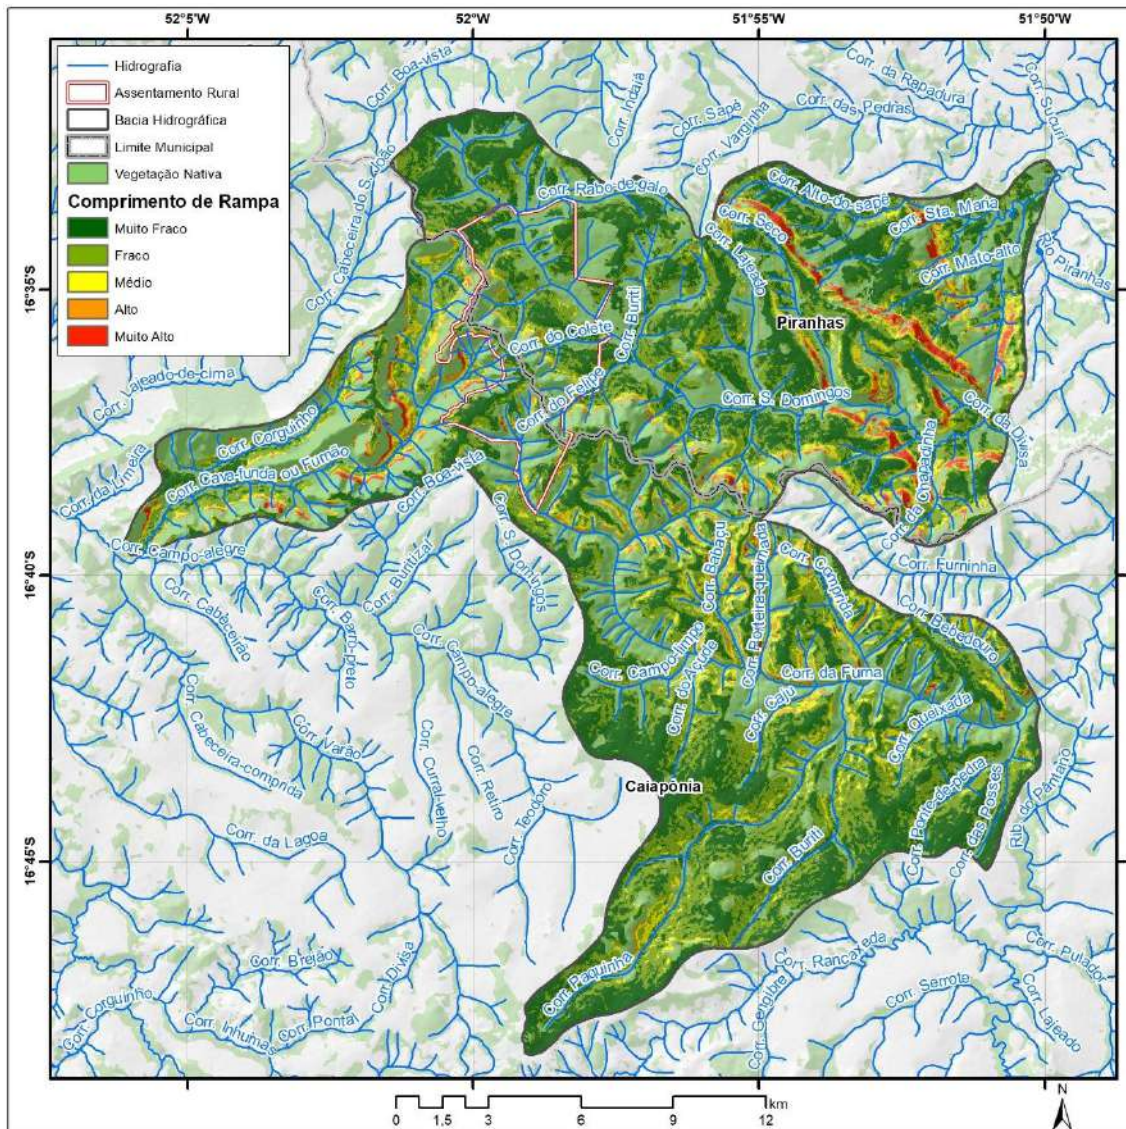 52°5'W
52°W
51°55'W
51°50'W
Hidrografia
Assentamento Rural
Bacia Hidrográfica
Limite Municipal
Vegetação Nativa
Comprimento de Rampa
Muito Fraco
Fraco
Médio
Alto
Muito Alto
Corr. Boa-vista
Corr. Indaiá
Corr. Sapé
Corr. Varginha
Corr. da Rapadura
Corr. das Pedras
Corr. Sucuri
Corr. Rabo-de-galo
Corr. Alto-do-sapé
Corr. Seco
Corr. Sta. Maria
Corr. Lajeado
Corr. Mato-alto
Rio Piranhas
16°35'S
Corr. Buriti
Piranhas
Corr. do Colete
Corr. Lajeado-de-cima
Corr. do Felipe
Corr. S. Domingos
Corr. da Divisa
Corr. Corguinho
Corr. Cava-funda ou Fumão
Corr. da Limeira
Corr. Boa-vista
Corr. da Chapadinha
Corr. S. Domingos
Corr. Campo-alegre
16°40'S
Corr. Buritizal
Corr. Babaçu
Corr. Porteira-queimada
Corr. Comprida
Corr. Furninha
Corr. Cabeceirão
Corr. Barro-preto
Corr. Bebedouro
Corr. Campo-alegre
Corr. Campo-limpo
Corr. do Açude
Corr. da Furna
Corr. Caju
Corr. Queixada
Corr. Cabeceira-comprida
Corr. Varão
Corr. Curral-velho
Corr. Retiro
Caiapônia
Corr. Ponte-de-pedra
Corr. das Posses
Rib. do Pântano
Corr. Teodoro
Corr. da Lagoa
16°45'S
Corr. Buriti
Corr. Brejão
Corr. Divisa
Corr. Paquinha
Corr. Rancaxeda
Corr. Pulador
Corr. Corguinho
Corr. Inhumas
Corr. Pontal
Corr. Gengibre
Corr. Serrote
Corr. Lajeado
N
km
0 1,5 3 6 9 12